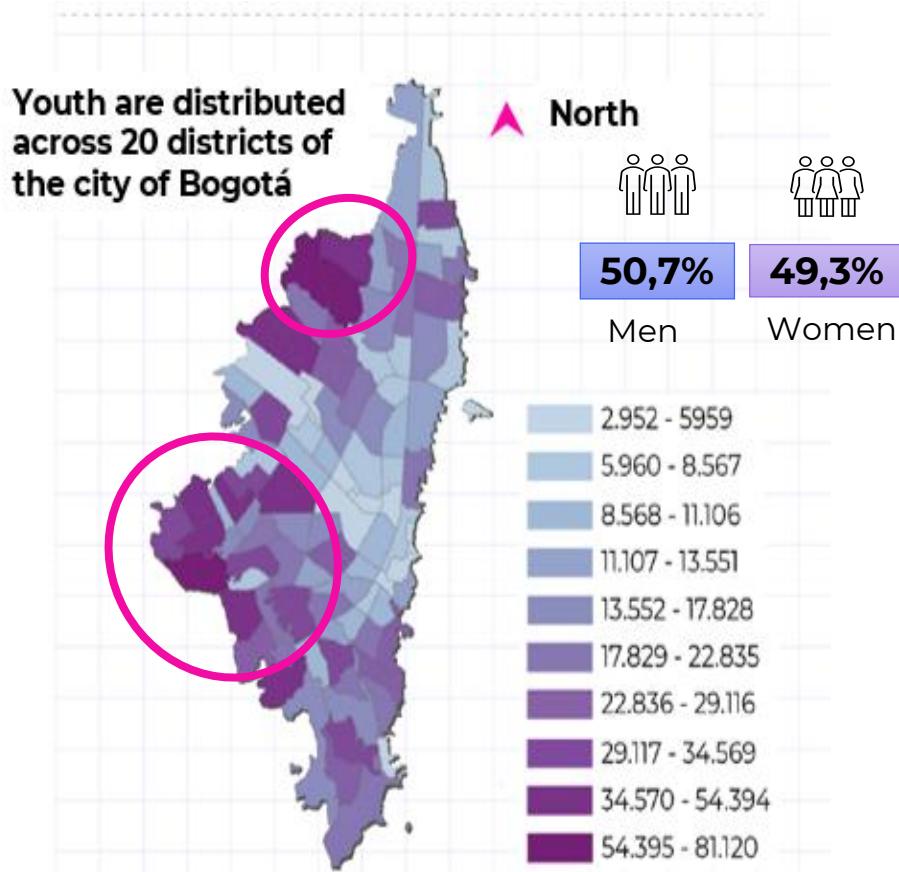 Youth are distributed
across 20 districts of
the city of Bogotá
North
50,7%
49,3%
Men
Women
2.952 - 5959
5.960 - 8.567
8.568 - 11.106
11.107 - 13.551
13.552 - 17.828
17.829 - 22.835
22.836 - 29.116
29.117 - 34.569
34.570 - 54.394
54.395 - 81.120